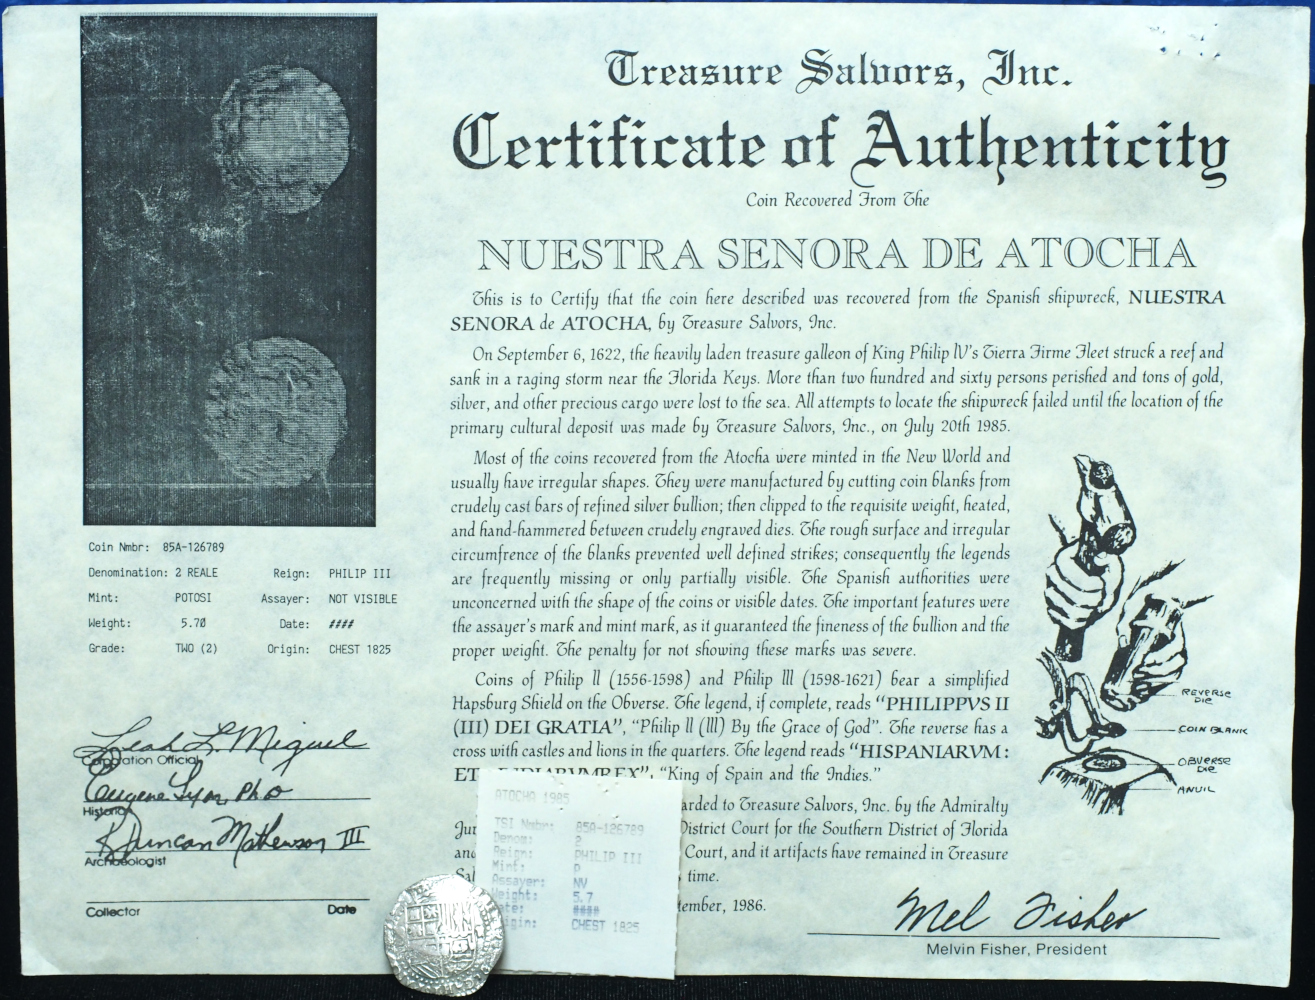 Treasure Salvors, Inc.
Certificate of Authenticity
Coin Recovered From The
NUESTRA SENORA DE ATOCHA
This is to Certify that the coin here described was recovered from the Spanish shipwreck, NUESTRA
SENORA de ATOCHA, by Treasure Salvors, Inc.
On September 6, 1622, the heavily laden treasure galleon of King Philip IV's Tierra Firme Fleet struck a reef and
sank in a raging storm near the Florida Keys. More than two hundred and sixty persons perished and tons of gold,
silver, and other precious cargo were lost to the sea. All attempts to locate the shipwreck failed until the location of the
primary cultural deposit was made by Treasure Salvors, Inc., on July 20th 1985.
Most of the coins recovered from the Atocha were minted in the New World and
usually have irregular shapes. They were manufactured by cutting coin blanks from
crudely cast bars of refined silver bullion; then clipped to the requisite weight, heated,
and hand-hammered between crudely engraved dies. The rough surface and irregular
circumfrence of the blanks prevented well defined strikes; consequently the legends
are frequently missing or only partially visible. The Spanish authorities were
unconcerned with the shape of the coins or visible dates. The important features were
the assayer's mark and mint mark, as it guaranteed the fineness of the bullion and the
proper weight. The penalty for not showing these marks was severe.
Coins of Philip II (1556-1598) and Philip III (1598-1621) bear a simplified
Hapsburg Shield on the Obverse. The legend, if complete, reads "PHILIPPVS II
(III) DEI GRATIA", "Philip II (III) By the Grace of God". The reverse has a
cross with castles and lions in the quarters. The legend reads "HISPANIARVM:
ET "King of Spain and the Indies."
to Treasure Salvors, Inc. by the Admiralty
District Court for the Southern District of Florida
Court, and it artifacts have remained in Treasure
time.
1986.
REVERSE
DIE
COIN BLANK
OBVERSE
DIE
ANVIL
Coin Nmbr: 85A-126789
Denomination: 2 REALE Reign: PHILIP III
Mint: POTOSI Assayer: NOT VISIBLE
Weight: 5.70 Date: ####
Grade: TWO (2) Origin: CHEST 1825
Leah L. Miguel
Corporation Official
Eugene Lyon PhD
Historian
R Duncan Mathewson III
Archaeologist
Collector Date
ATOCHA 1985
TSI Nmbr: 85A-126789
Denom: 2
Reign: PHILIP III
Mint: P
Assayer: NV
Weight: 5.7
Date: ####
Origin: CHEST 1825
Mel Fisher
Melvin Fisher, President